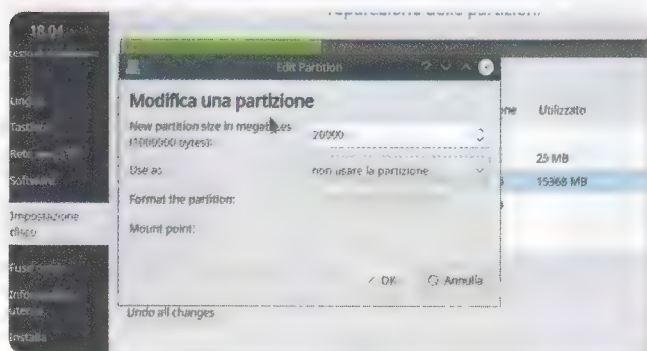 18.04
Edit Partition
Modifica una partizione
New partition size in megabytes
(1000000 bytes):
20000
Use as
non usare la partizione
Format the partition:
Mount point:
OK
Annulla
Undo all changes
Utilizzato
25 MB
15368 MB
Impostazione
disco
Installa